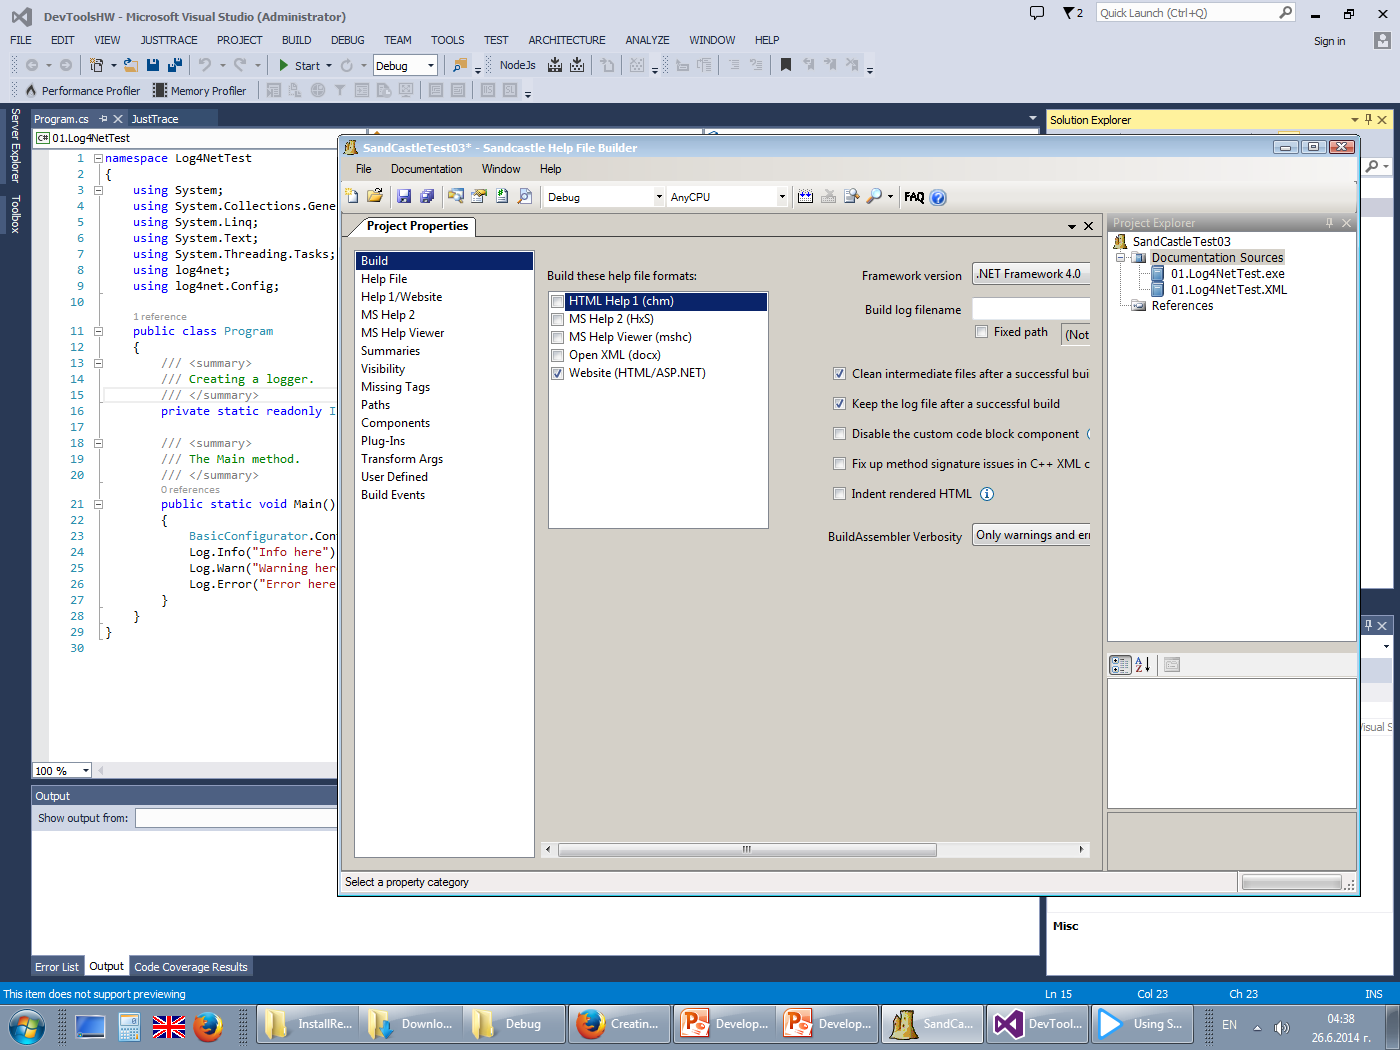 DevToolsHW - Microsoft Visual Studio (Administrator)
2
Quick Launch (Ctrl+Q)
FILE EDIT VIEW JUSTTRACE PROJECT BUILD DEBUG TEAM TOOLS TEST ARCHITECTURE ANALYZE WINDOW HELP
Sign in
Start Debug NodeJs
Performance Profiler Memory Profiler
Server Explorer
Toolbox
Program.cs JustTrace
C# 01.Log4NetTest
1 namespace Log4NetTest
2 {
3 using System;
4 using System.Collections.Gene
5 using System.Linq;
6 using System.Text;
7 using System.Threading.Tasks;
8 using log4net;
9 using log4net.Config;
10
1 reference
11 public class Program
12 {
13 /// <summary>
14 /// Creating a logger.
15 /// </summary>
16 private static readonly I
17
18 /// <summary>
19 /// The Main method.
20 /// </summary>
0 references
21 public static void Main()
22 {
23 BasicConfigurator.Con
24 Log.Info("Info here")
25 Log.Warn("Warning her
26 Log.Error("Error here
27 }
28 }
29 }
30
100 %
Output
Show output from:
Error List Output Code Coverage Results
SandCastleTest03* - Sandcastle Help File Builder
File Documentation Window Help
Debug AnyCPU FAQ
Project Properties
Build
Help File
Help 1/Website
MS Help 2
MS Help Viewer
Summaries
Visibility
Missing Tags
Paths
Components
Plug-Ins
Transform Args
User Defined
Build Events
Build these help file formats:
HTML Help 1 (chm)
MS Help 2 (HxS)
MS Help Viewer (mshc)
Open XML (docx)
Website (HTML/ASP.NET)
Framework version .NET Framework 4.0
Build log filename
Fixed path (Not
Clean intermediate files after a successful bui
Keep the log file after a successful build
Disable the custom code block component
Fix up method signature issues in C++ XML c
Indent rendered HTML
BuildAssembler Verbosity Only warnings and err
Select a property category
Solution Explorer
Project Explorer
SandCastleTest03
Documentation Sources
01.Log4NetTest.exe
01.Log4NetTest.XML
References
A
Z
isual S
Misc
This item does not support previewing Ln 15 Col 23 Ch 23 INS
InstallRe... Downlo... Debug Creatin... Develop... Develop... SandCa... DevTool... Using S... EN
04:38
26.6.2014 г.